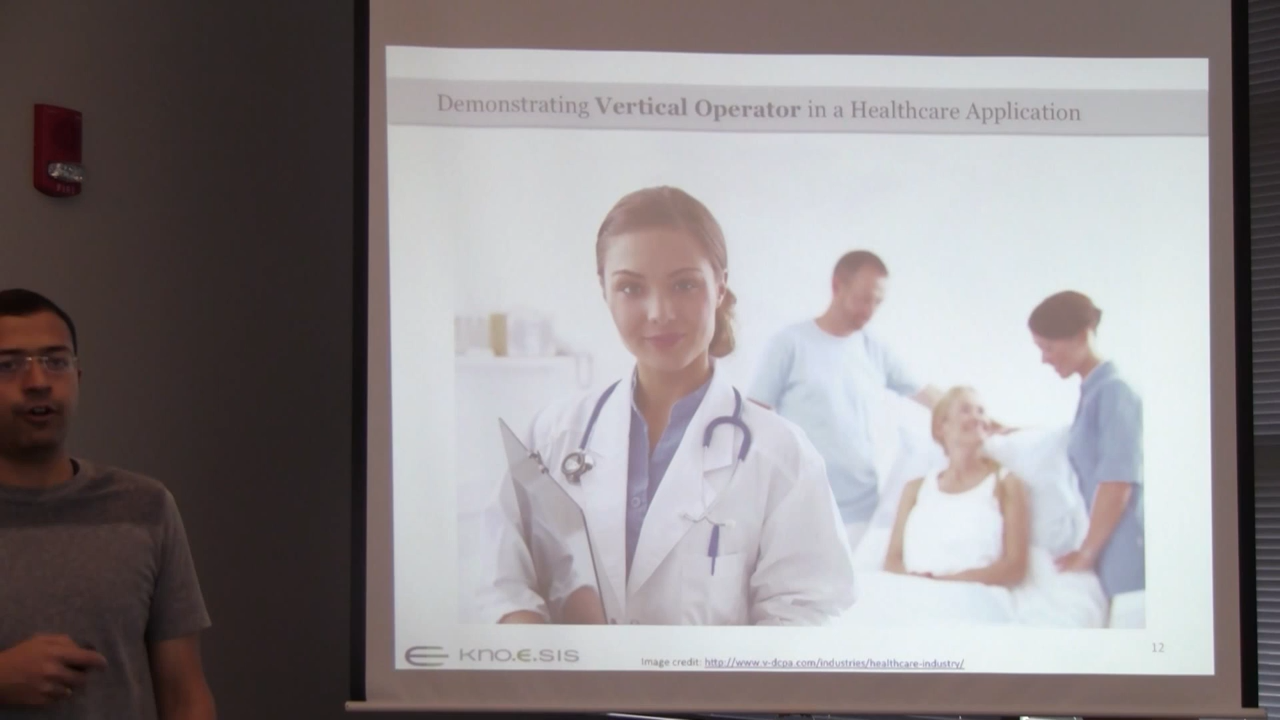 Demonstrating Vertical Operator in a Healthcare Application
KNO.E.SIS
Image credit: http://www.v-dcpa.com/industries/healthcare-industry/
12